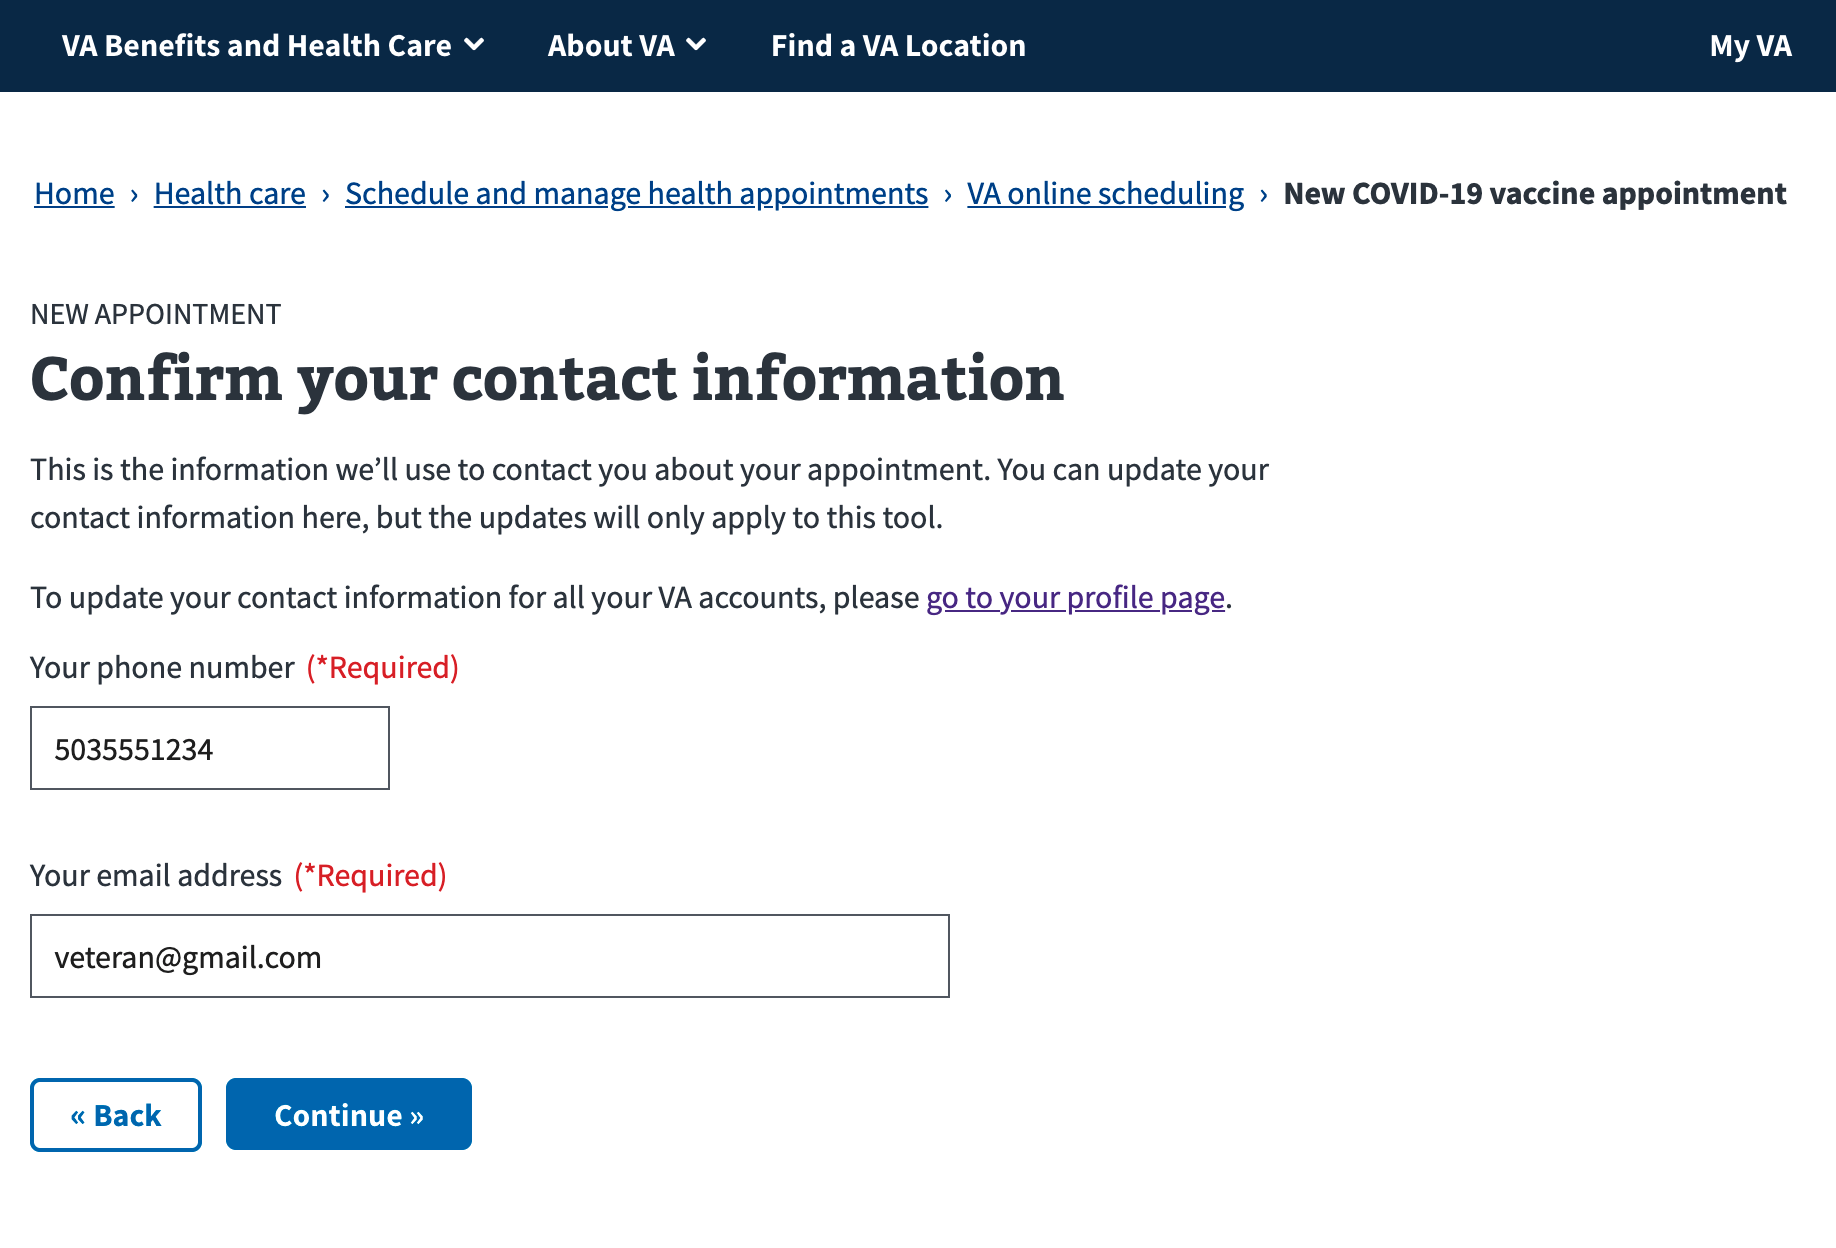 VA Benefits and Health Care About VA Find a VA Location My VA
Home › Health care › Schedule and manage health appointments › VA online scheduling › New COVID-19 vaccine appointment
NEW APPOINTMENT
Confirm your contact information
This is the information we’ll use to contact you about your appointment. You can update your
contact information here, but the updates will only apply to this tool.
To update your contact information for all your VA accounts, please go to your profile page.
Your phone number (*Required)
5035551234
Your email address (*Required)
veteran@gmail.com
« Back Continue »